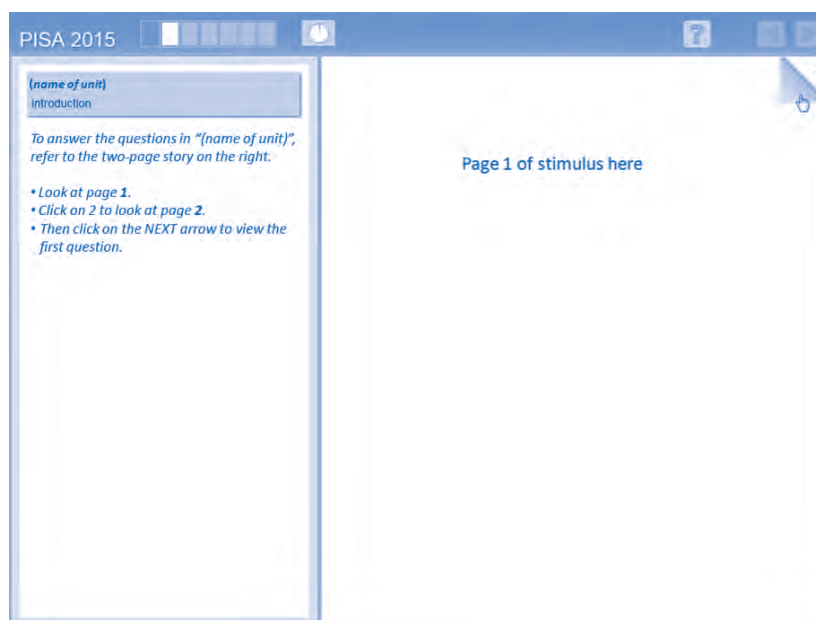 PISA 2015
?
(name of unit)
Introduction
To answer the questions in "(name of unit)",
refer to the two-page story on the right.
• Look at page 1.
• Click on 2 to look at page 2.
• Then click on the NEXT arrow to view the
first question.
Page 1 of stimulus here